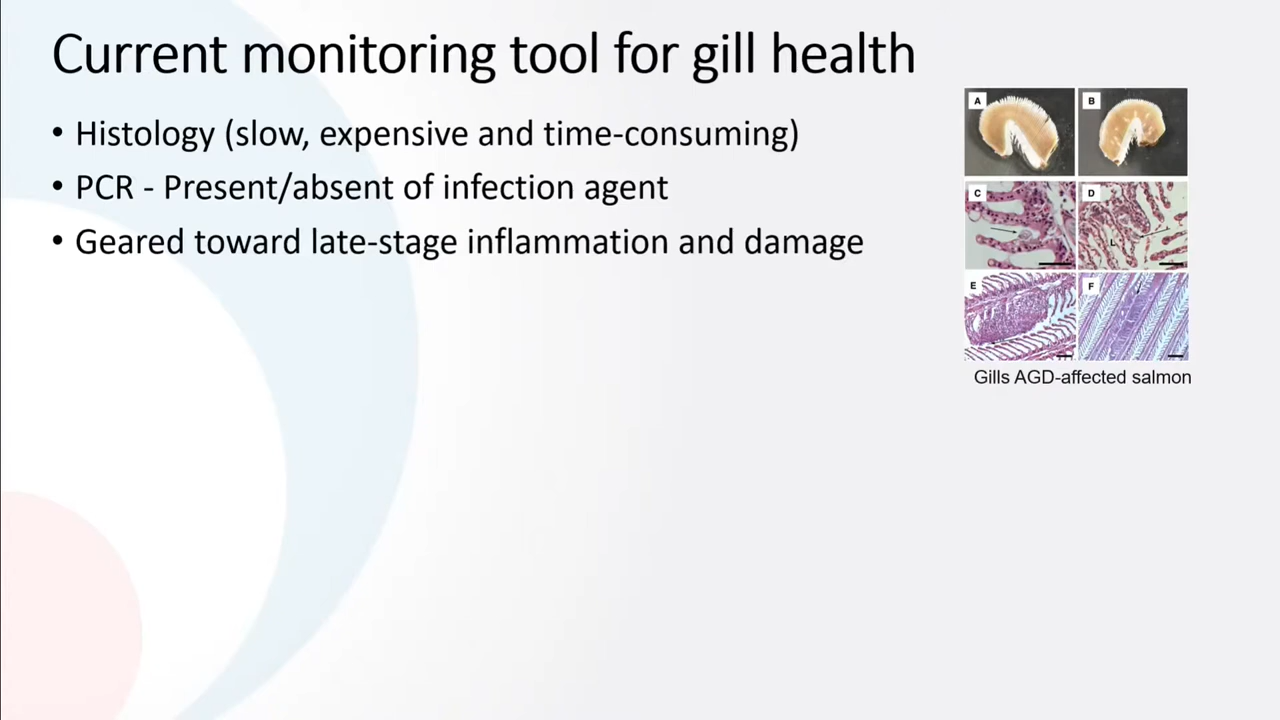 Current monitoring tool for gill health
• Histology (slow, expensive and time-consuming)
• PCR - Present/absent of infection agent
• Geared toward late-stage inflammation and damage
A
B
C
D
L
E
F
Gills AGD-affected salmon